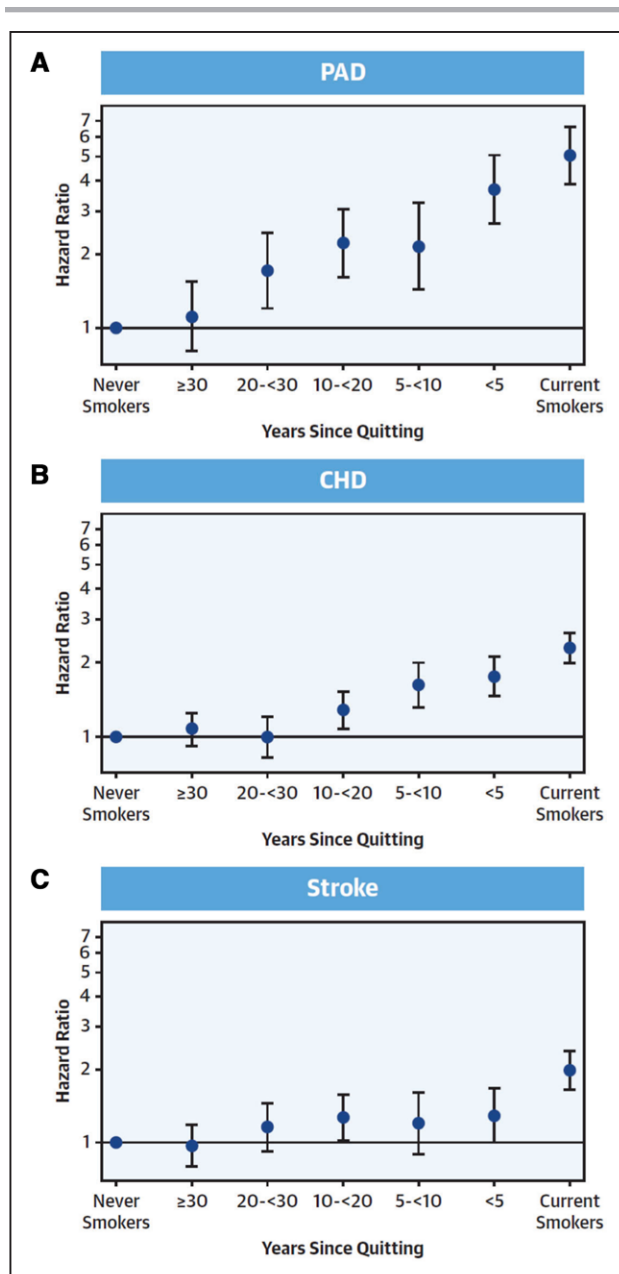 A
PAD
Hazard Ratio
7
6
5
4
3
2
1
Never Smokers
≥30
20-<30
10-<20
5-<10
<5
Current Smokers
Years Since Quitting
B
CHD
Hazard Ratio
7
6
5
4
3
2
1
Never Smokers
≥30
20-<30
10-<20
5-<10
<5
Current Smokers
Years Since Quitting
C
Stroke
Hazard Ratio
7
6
5
4
3
2
1
Never Smokers
≥30
20-<30
10-<20
5-<10
<5
Current Smokers
Years Since Quitting